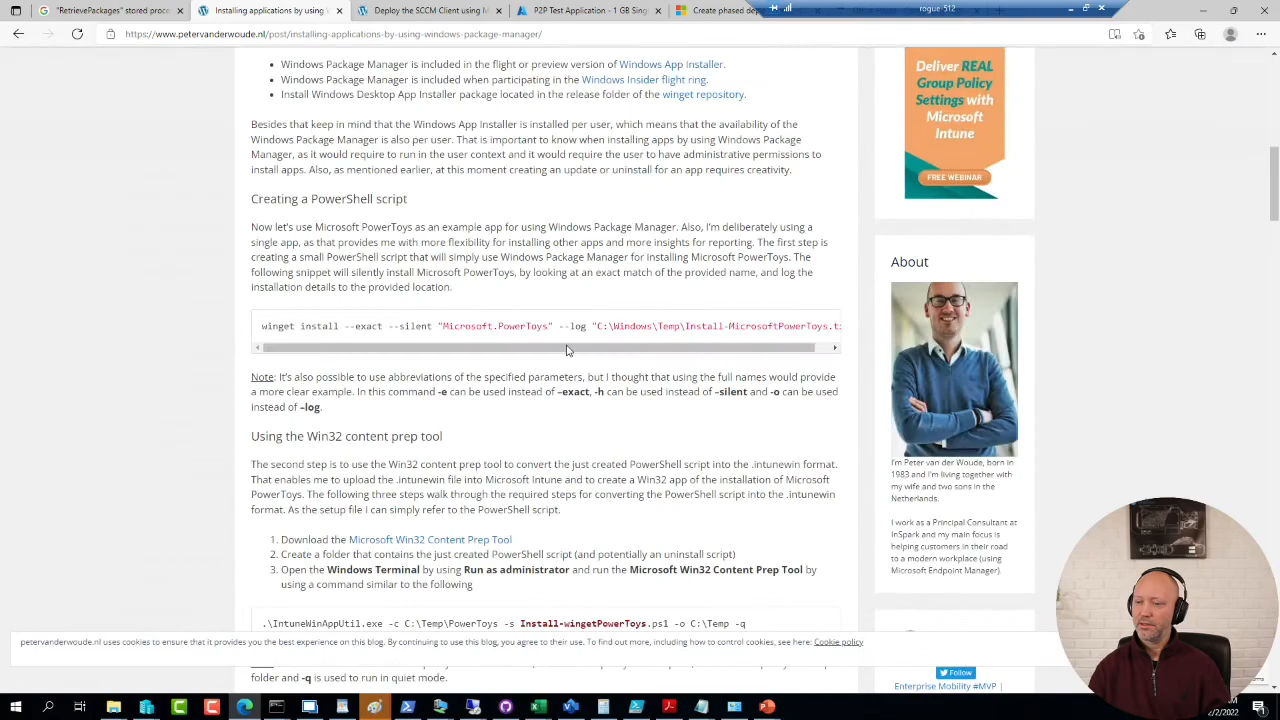 "RetrievePackages" stored proce
Installing applications by using W
Deploy the SCCM Client using M
P2P Test Application - 1 GB Sing
Create phased dep
rogue-512
https://www.petervanderwoude.nl/post/installing-applications-by-using-windows-package-manager/
Windows Package Manager is included in the flight or preview version of Windows App Installer.
Windows Package Manager is included when participating in the Windows Insider flight ring.
Install Windows Desktop App Installer package located in the release folder of the winget repository.
Besides that keep in mind that the Windows App Installer is installed per user, which means that the availability of the
Windows Package Manager is also per user. That is important to know when installing apps by using Windows Package
Manager, as it would require to run in the user context and it would require the user to have administrative permissions to
install apps. Also, as mentioned earlier, at this moment creating an update or uninstall for an app requires creativity.
Creating a PowerShell script
Now let's use Microsoft PowerToys as an example app for using Windows Package Manager. Also, I'm deliberately using a
single app, as that provides me with more flexibility for installing other apps and more insights for reporting. The first step is
creating a small PowerShell script that will simply use Windows Package Manager for installing Microsoft PowerToys. The
following snippet will silently install Microsoft PowerToys, by looking at an exact match of the provided name, and log the
installation details to the provided location.
winget install --exact --silent "Microsoft.PowerToys" --log "C:\Windows\Temp\Install-MicrosoftPowerToys.t
Note: It's also possible to use abbreviations of the specified parameters, but I thought that using the full names would provide
a more clear example. In this command -e can be used instead of –exact, -h can be used instead of –silent and -o can be used
instead of –log.
Using the Win32 content prep tool
The second step is to use the Win32 content prep tool to convert the just created PowerShell script into the .intunewin format.
That enables me to upload the .intunewin file into Microsoft Intune and to create a Win32 app of the installation of Microsoft
PowerToys. The following three steps walk through the required steps for converting the PowerShell script into the .intunewin
format. As the setup file I can simply refer to the PowerShell script.
1. Download the Microsoft Win32 Content Prep Tool
2. Create a folder that contains the just created PowerShell script (and potentially an uninstall script)
3. Open the Windows Terminal by using Run as administrator and run the Microsoft Win32 Content Prep Tool by
using a command similar to the following
.\IntuneWinAppUtil.exe -c C:\Temp\PowerToys -s Install-wingetPowerToys.ps1 -o C:\Temp -q
petervanderwoude.nl uses cookies to ensure that it provides you the best experience on this blog. By continuing to use this blog, you agree to their use. To find out more, including how to control cookies, see here: Cookie policy
folder and -q is used to run in quiet mode.
Deliver REAL
Group Policy
Settings with
Microsoft
Intune
FREE WEBINAR
About
I'm Peter van der Woude, born in
1983 and I'm living together with
my wife and two sons in the
Netherlands.
I work as a Principal Consultant at
InSpark and my main focus is
helping customers in their road
to a modern workplace (using
Microsoft Endpoint Manager).
Follow
Enterprise Mobility #MVP |
2/2/2022